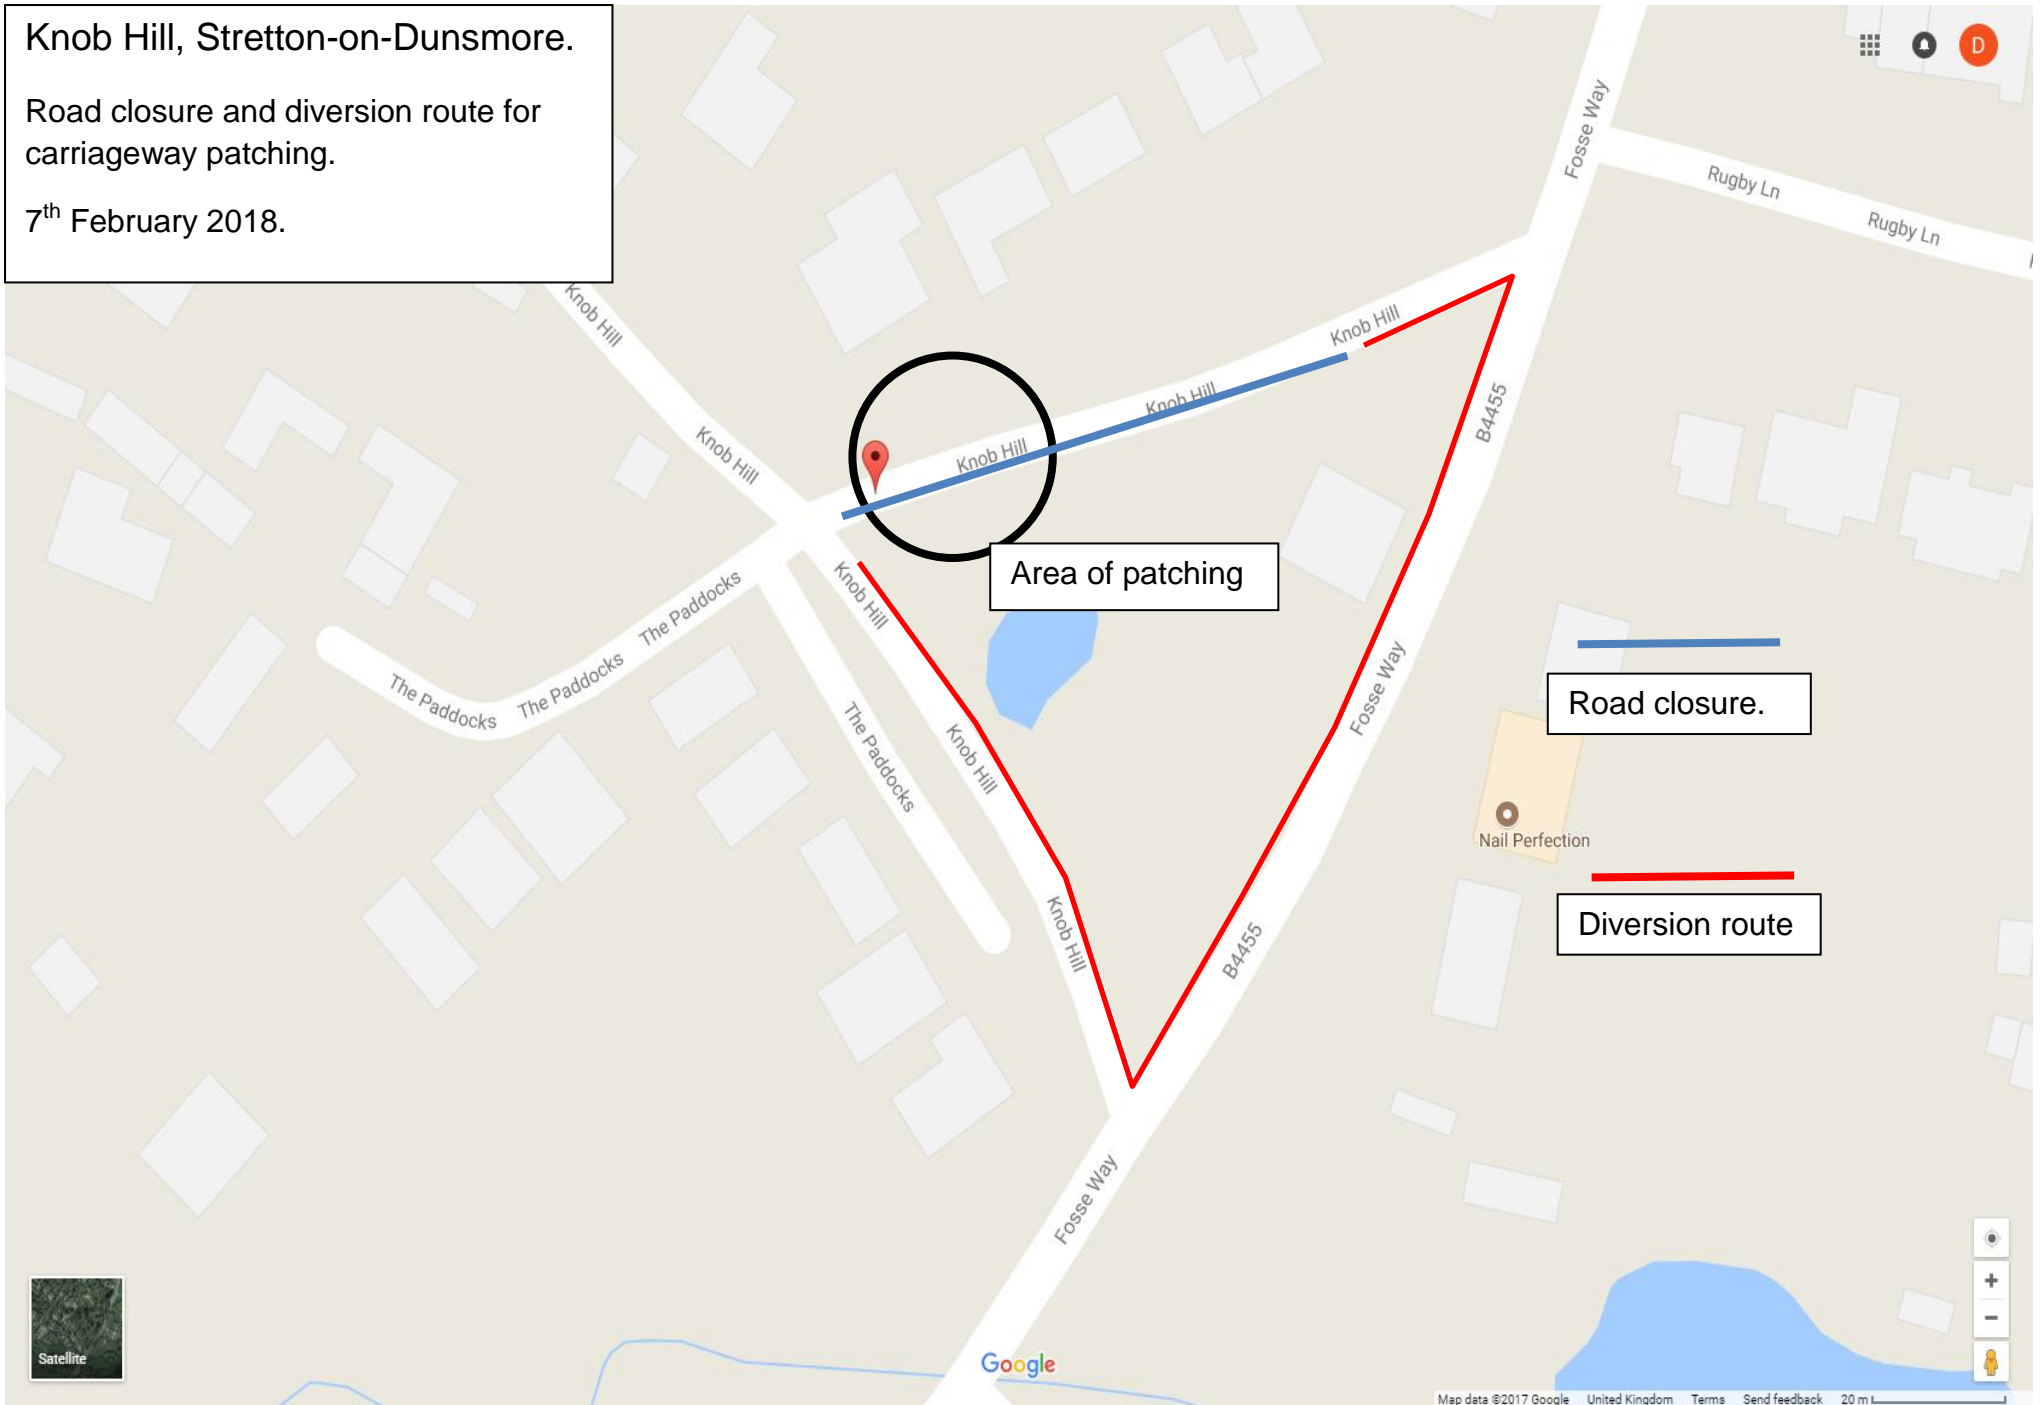 Knob Hill, Stretton-on-Dunsmore.
Road closure and diversion route for
carriageway patching.
7th February 2018.
D
Fosse Way
Rugby Ln
Rugby Ln
Knob Hill
Knob Hill
Knob Hill
Knob Hill
B4455
Knob Hill
Area of patching
Knob Hill
The Paddocks
The Paddocks
The Paddocks
The Paddocks
Knob Hill
Fosse Way
Road closure.
Nail Perfection
Knob Hill
B4455
Diversion route
Fosse Way
Satellite
Google
Map data ©2017 Google United Kingdom Terms Send feedback 20 m